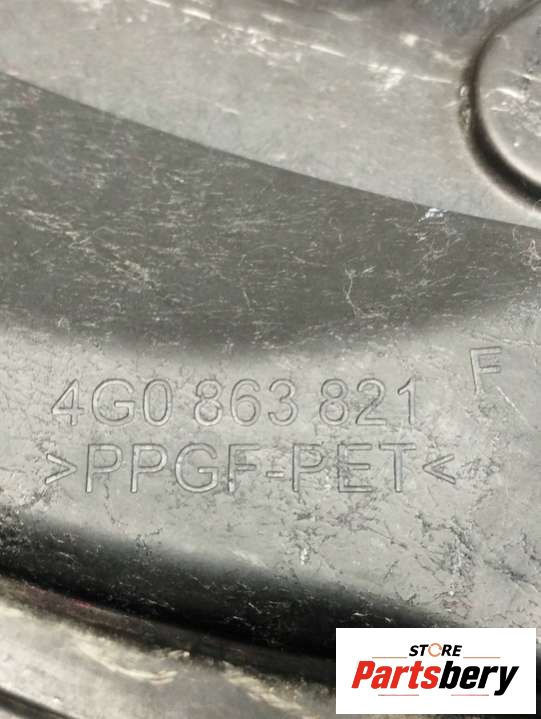 4G0 863 821 F
>PPGF-PET<
STORE
Partsbery